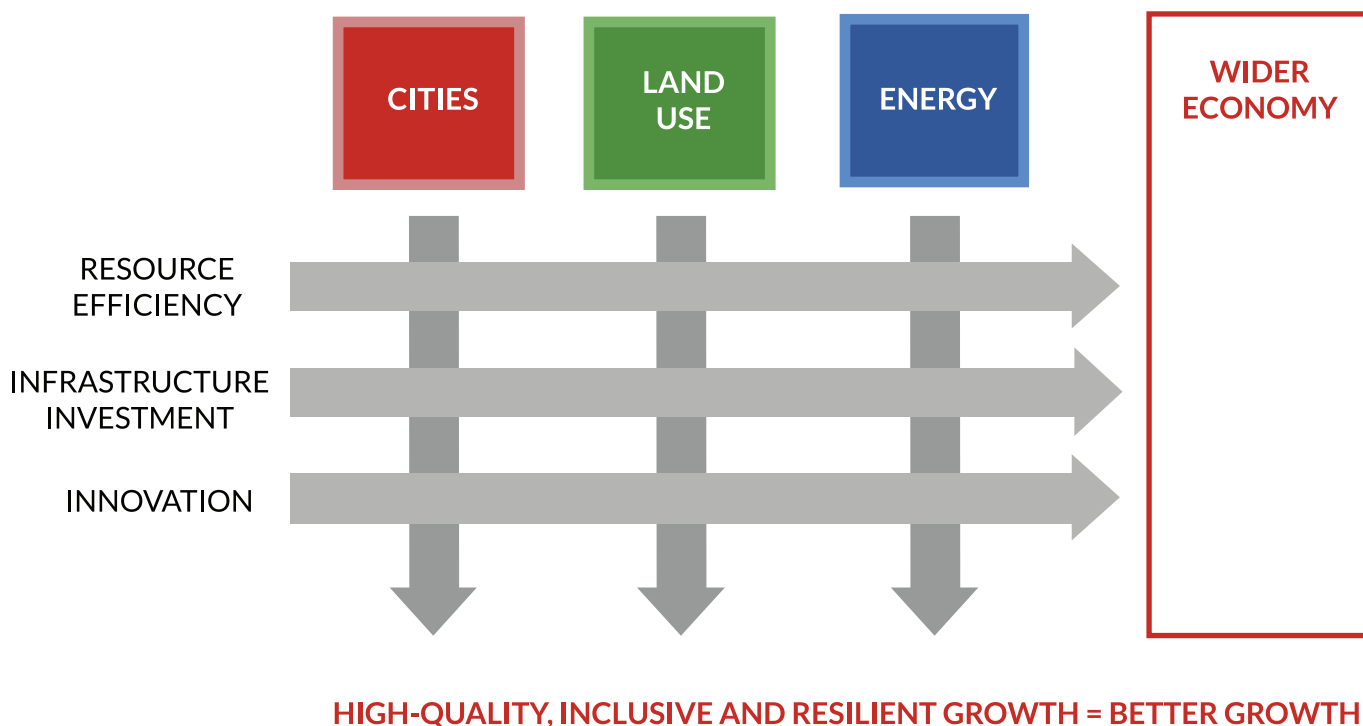 CITIES
LAND
USE
ENERGY
WIDER
ECONOMY
RESOURCE
EFFICIENCY
INFRASTRUCTURE
INVESTMENT
INNOVATION
HIGH-QUALITY, INCLUSIVE AND RESILIENT GROWTH = BETTER GROWTH